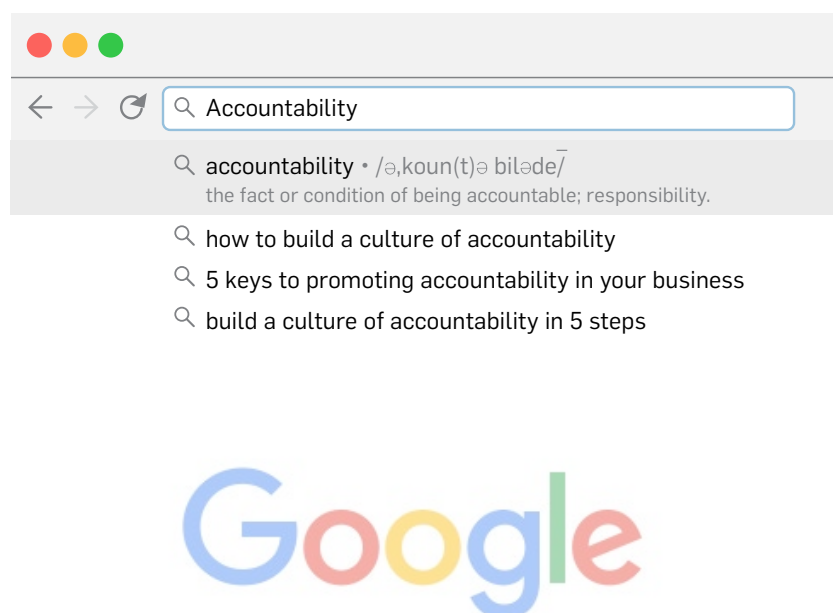 Accountability
accountability • /ə,koun(t)ə biləde̅/
the fact or condition of being accountable; responsibility.
how to build a culture of accountability
5 keys to promoting accountability in your business
build a culture of accountability in 5 steps
Google